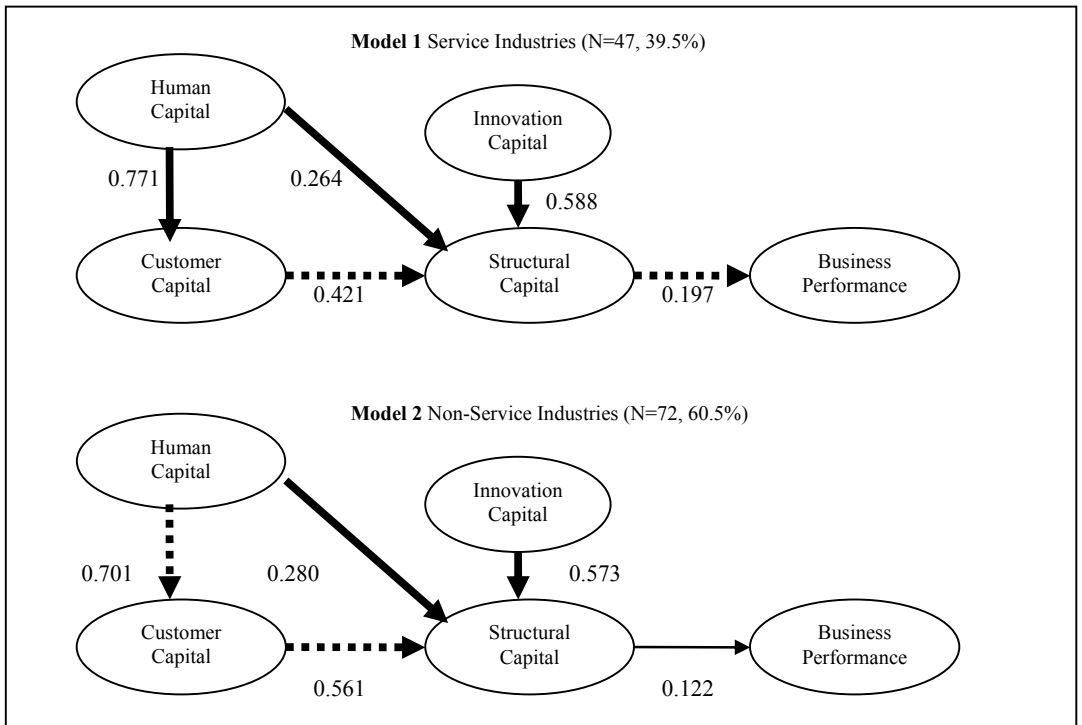 Model 1 Service Industries (N=47, 39.5%)
Human
Capital
Innovation
Capital
0.771
0.264
0.588
Customer
Capital
Structural
Capital
Business
Performance
0.421
0.197
Model 2 Non-Service Industries (N=72, 60.5%)
Human
Capital
Innovation
Capital
0.701
0.280
0.573
Customer
Capital
Structural
Capital
Business
Performance
0.561
0.122